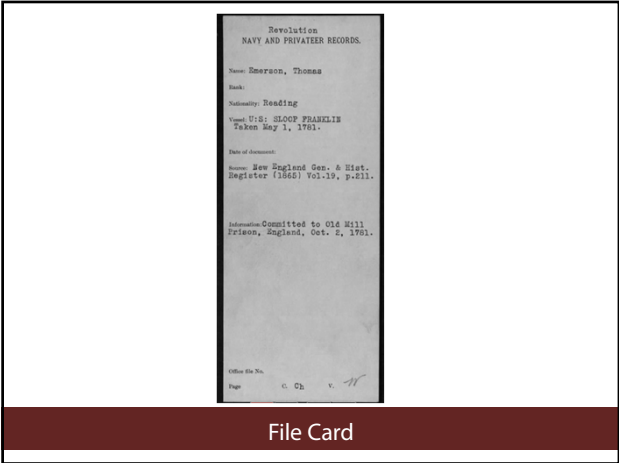 Revolution
NAVY AND PRIVATEER RECORDS.
Name: Emerson, Thomas
Rank:
Nationality: Reading
Vessel: U:S: SLOOP FRANKLIN
Taken May 1, 1781.
Date of document:
Source: New England Gen. & Hist.
Register (1865) Vol.19, p.211.
Information: Committed to Old Mill
Prison, England, Oct. 2, 1781.
Office file No.
Page C. Ch V. W
File Card